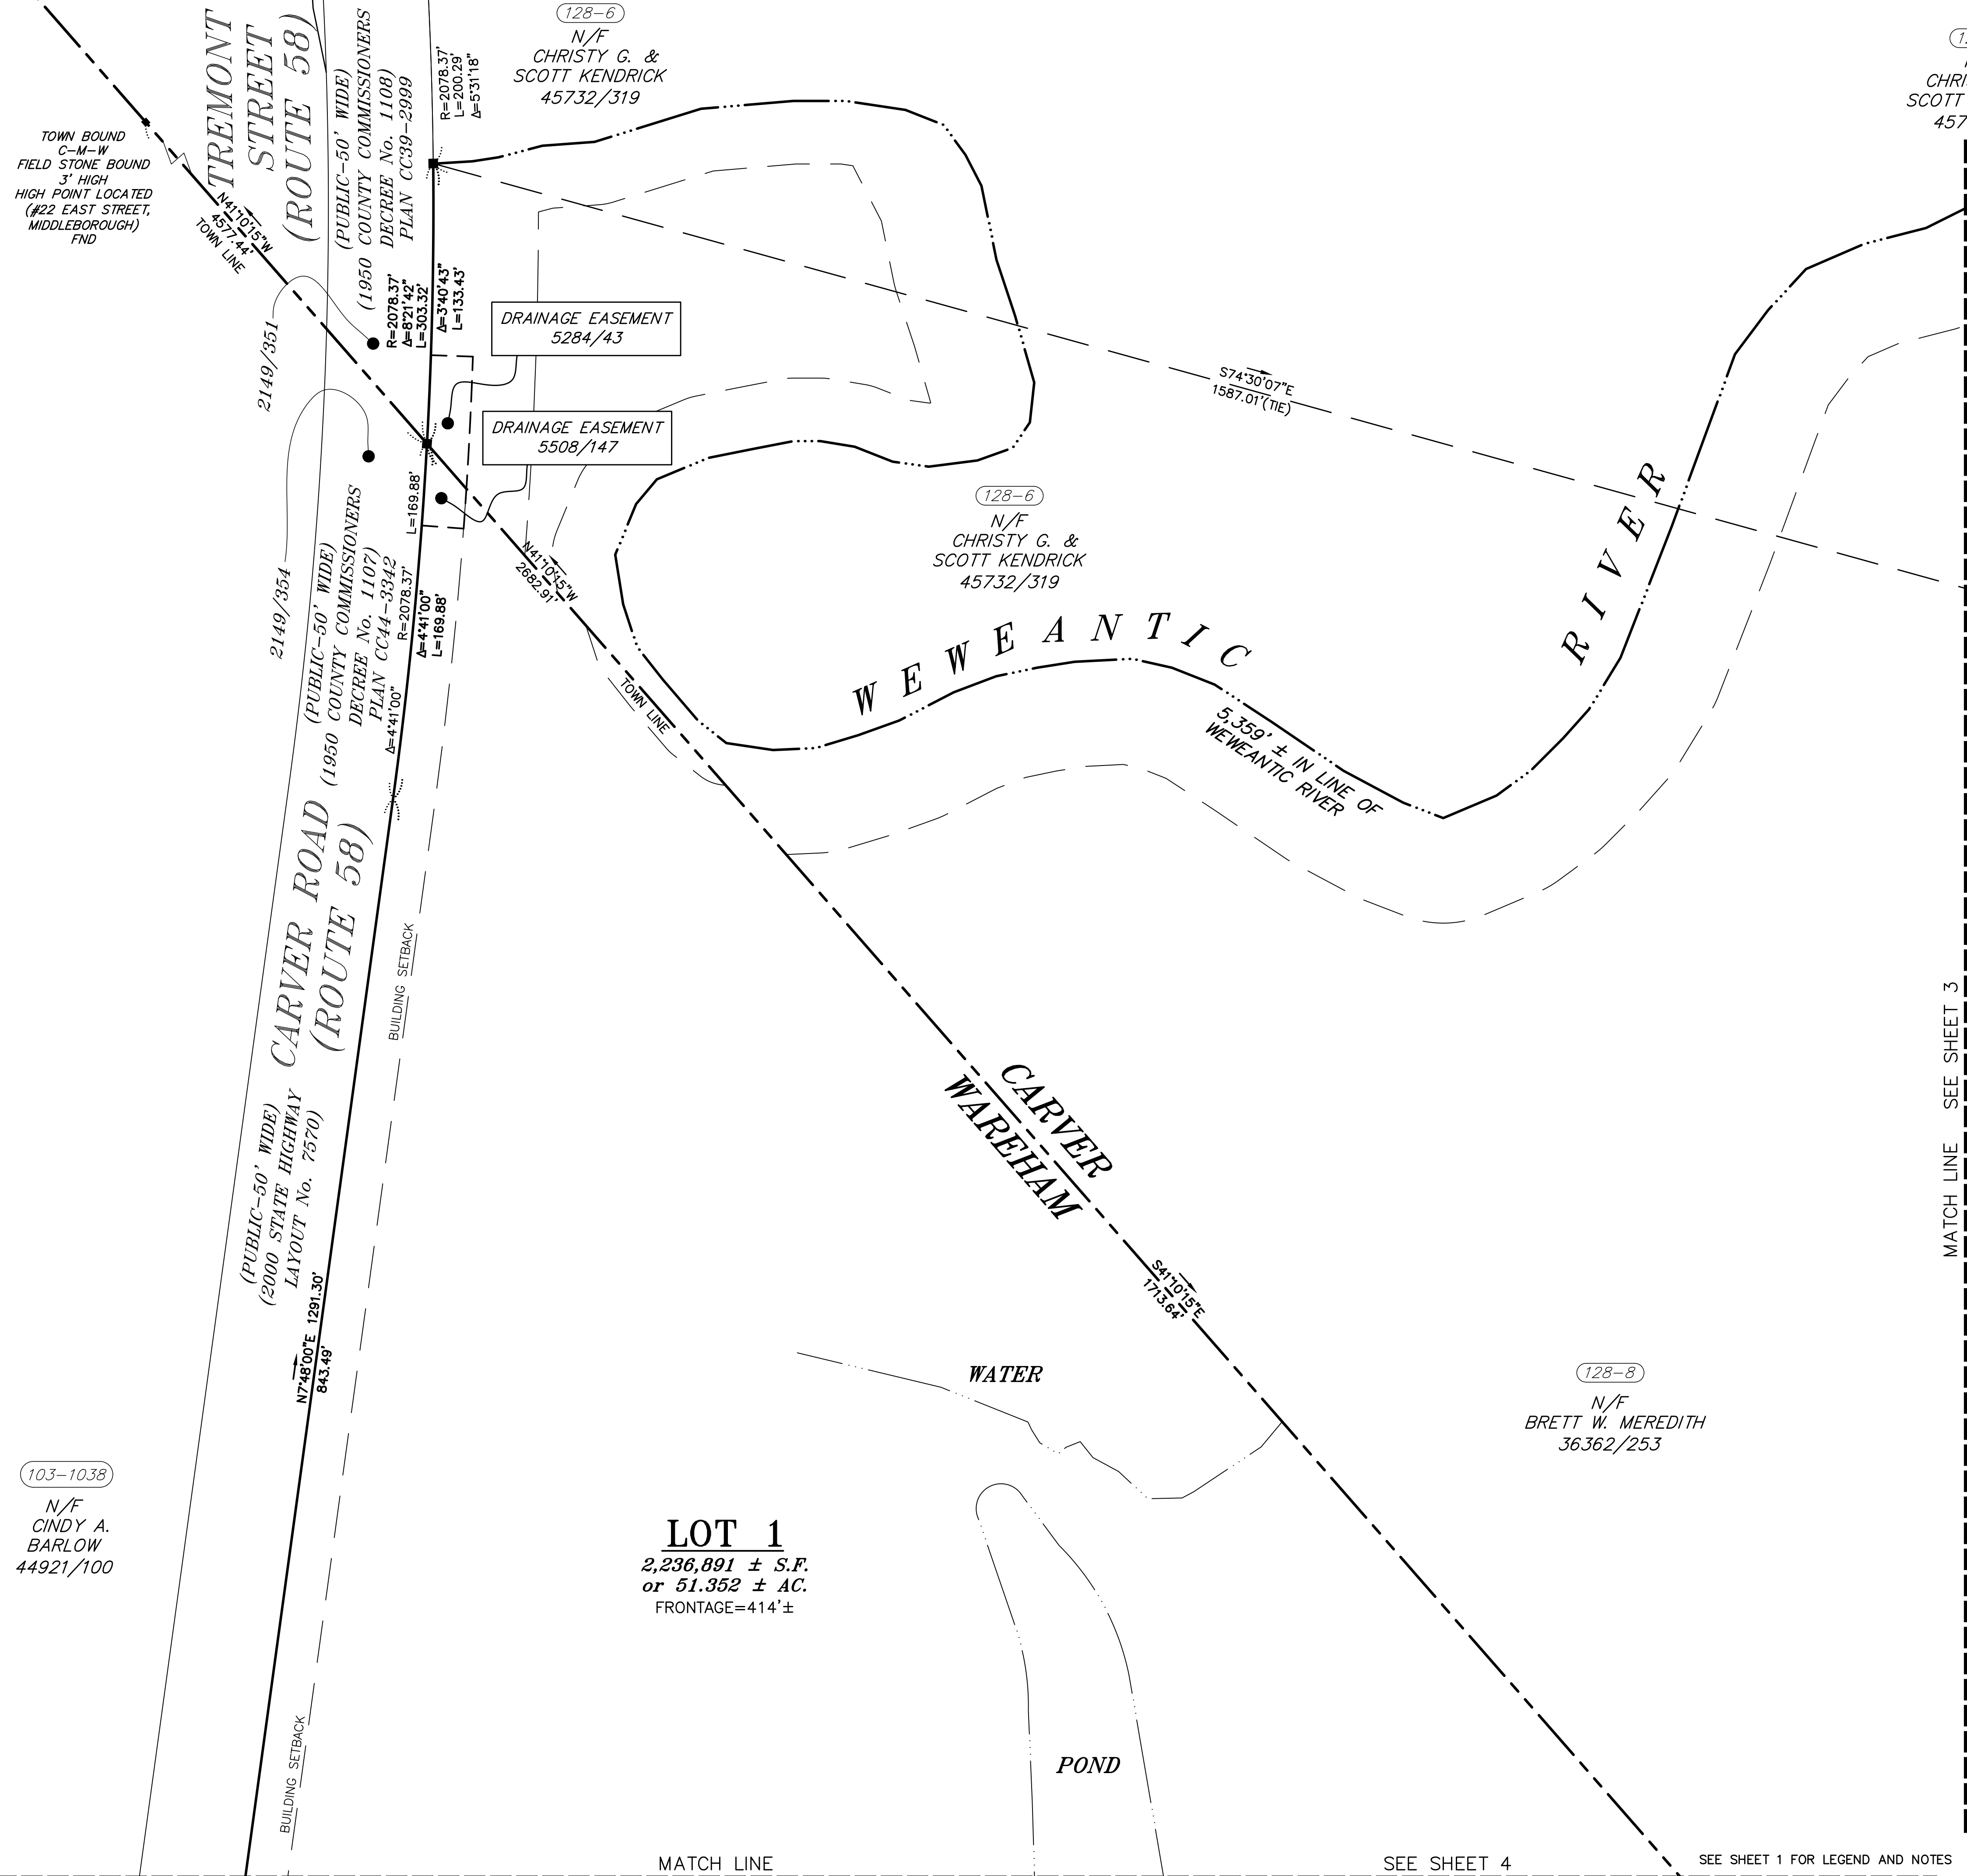 128-6
N/F
CHRISTY G. &
SCOTT KENDRICK
45732/319
TREMONT
STREET
(ROUTE 58)
(PUBLIC-50' WIDE)
(1950 COUNTY COMMISSIONERS
DECREE No. 1108)
PLAN CC39-2999
R=2078.37'
L=200.29'
Δ=5°31'18"
TOWN BOUND
C-M-W
FIELD STONE BOUND
3' HIGH
HIGH POINT LOCATED
(#22 EAST STREET,
MIDDLEBOROUGH)
FND
N41°10'15"W
4577.44'
TOWN LINE
2149/351
R=2078.37'
Δ=8°21'42"
L=303.32'
Δ=3°40'43"
L=133.43'
DRAINAGE EASEMENT
5284/43
DRAINAGE EASEMENT
5508/147
S74°30'07"E
1587.01'(TIE)
2149/354
L=169.88'
(PUBLIC-50' WIDE)
(1950 COUNTY COMMISSIONERS
DECREE No. 1107)
PLAN CC44-3342
R=2078.37'
Δ=4°41'00"
L=169.88'
Δ=4°41'00"
N41°10'15"W
2682.91'
TOWN LINE
128-6
N/F
CHRISTY G. &
SCOTT KENDRICK
45732/319
WEWEANTIC
RIVER
5,359' ± IN LINE OF
WEWEANTIC RIVER
CARVER ROAD
(ROUTE 58)
BUILDING SETBACK
(PUBLIC-50' WIDE)
(2000 STATE HIGHWAY
LAYOUT No. 7570)
N7°48'00"E 1291.30'
843.49'
CARVER
WAREHAM
S41°10'15"E
1713.64'
MATCH LINE SEE SHEET 3
WATER
128-8
N/F
BRETT W. MEREDITH
36362/253
103-1038
N/F
CINDY A.
BARLOW
44921/100
LOT 1
2,236,891 ± S.F.
or 51.352 ± AC.
FRONTAGE=414'±
POND
BUILDING SETBACK
MATCH LINE
SEE SHEET 4
SEE SHEET 1 FOR LEGEND AND NOTES